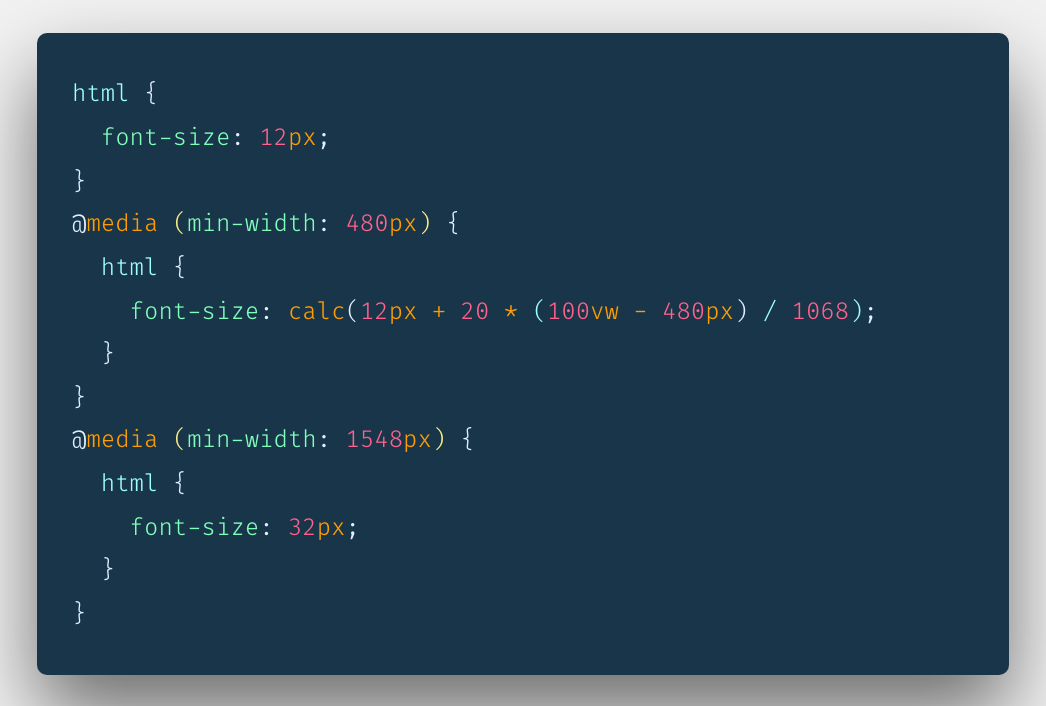 html {
  font-size: 12px;
}
@media (min-width: 480px) {
  html {
    font-size: calc(12px + 20 * (100vw - 480px) / 1068);
  }
}
@media (min-width: 1548px) {
  html {
    font-size: 32px;
  }
}